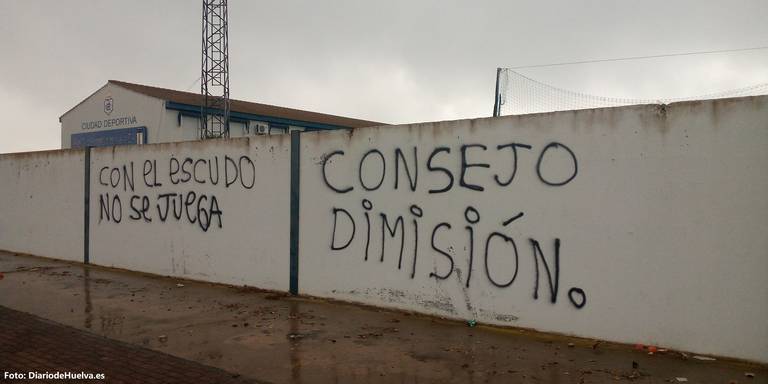 CIUDAD DEPORTIVA
CON EL ESCUDO
NO SE JUEGA
CONSEJO
DIMISIÓN.
Foto: DiariodeHuelva.es